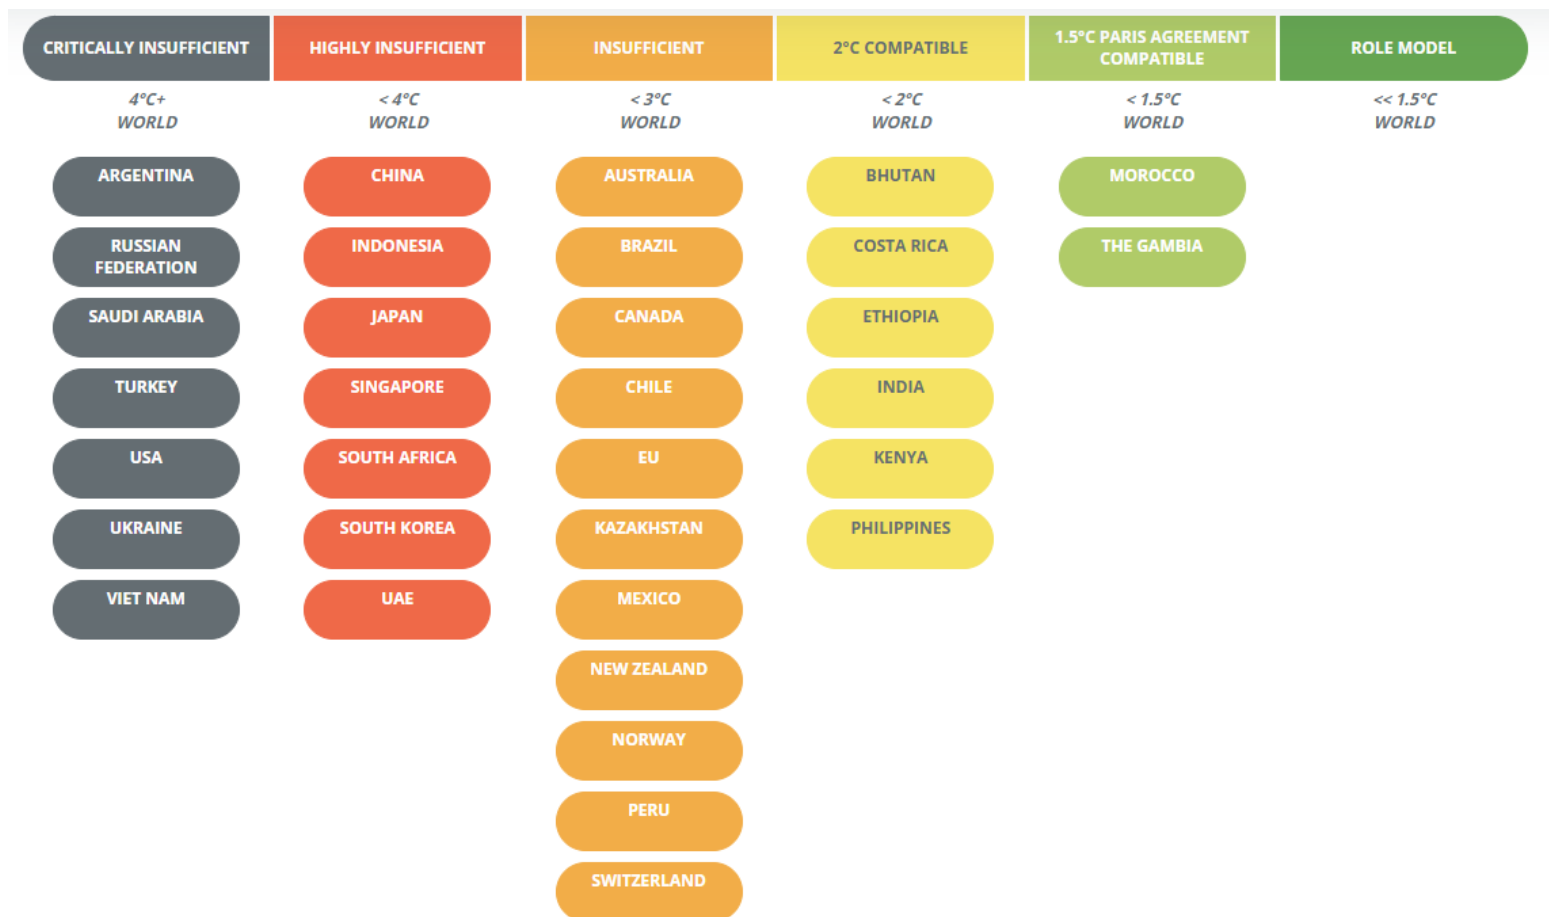 CRITICALLY INSUFFICIENT
HIGHLY INSUFFICIENT
INSUFFICIENT
2°C COMPATIBLE
1.5°C PARIS AGREEMENT
COMPATIBLE
ROLE MODEL
4°C+
WORLD
< 4°C
WORLD
< 3°C
WORLD
< 2°C
WORLD
< 1.5°C
WORLD
<< 1.5°C
WORLD
ARGENTINA
RUSSIAN
FEDERATION
SAUDI ARABIA
TURKEY
USA
UKRAINE
VIET NAM
CHINA
INDONESIA
JAPAN
SINGAPORE
SOUTH AFRICA
SOUTH KOREA
UAE
AUSTRALIA
BRAZIL
CANADA
CHILE
EU
KAZAKHSTAN
MEXICO
NEW ZEALAND
NORWAY
PERU
SWITZERLAND
BHUTAN
COSTA RICA
ETHIOPIA
INDIA
KENYA
PHILIPPINES
MOROCCO
THE GAMBIA